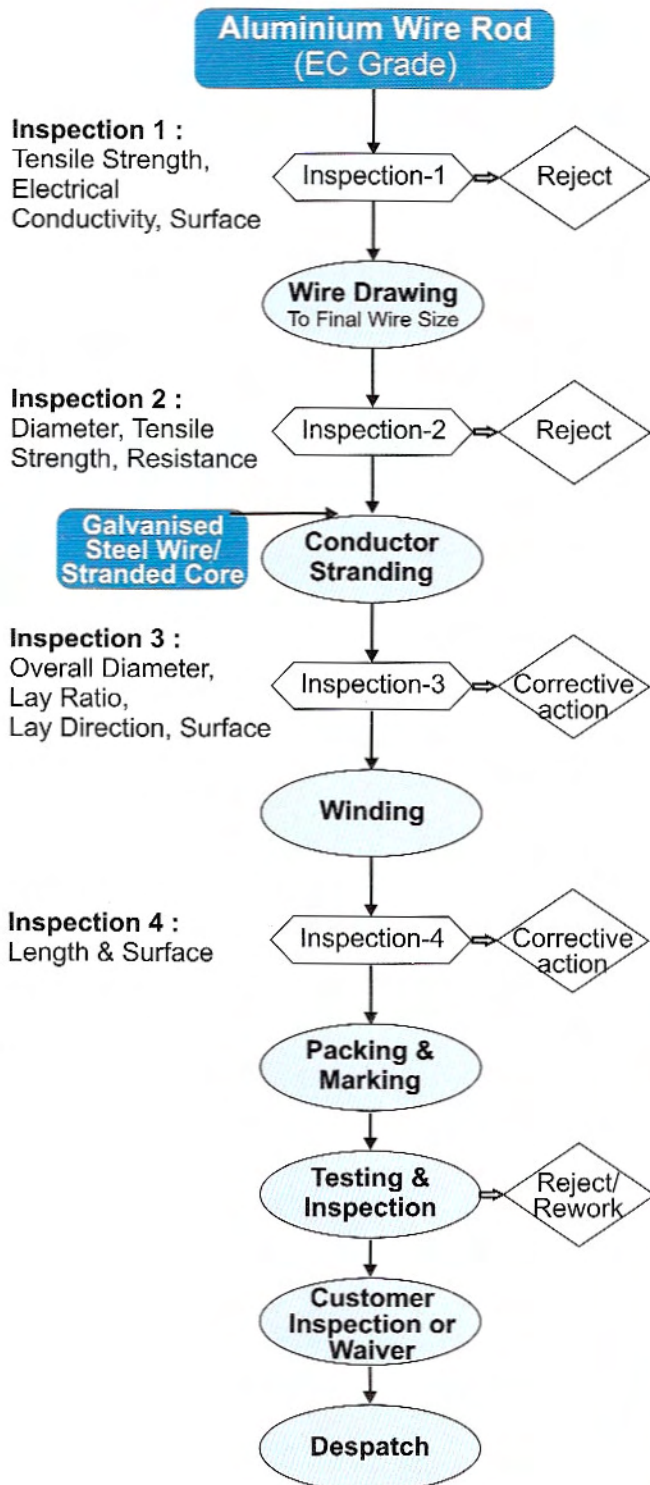 Aluminium Wire Rod
(EC Grade)
Inspection 1 :
Tensile Strength,
Electrical
Conductivity, Surface
Inspection-1
Reject
Wire Drawing
To Final Wire Size
Inspection 2 :
Diameter, Tensile
Strength, Resistance
Inspection-2
Reject
Galvanised
Steel Wire/
Stranded Core
Conductor
Stranding
Inspection 3 :
Overall Diameter,
Lay Ratio,
Lay Direction, Surface
Inspection-3
Corrective
action
Winding
Inspection 4 :
Length & Surface
Inspection-4
Corrective
action
Packing &
Marking
Testing &
Inspection
Reject/
Rework
Customer
Inspection or
Waiver
Despatch